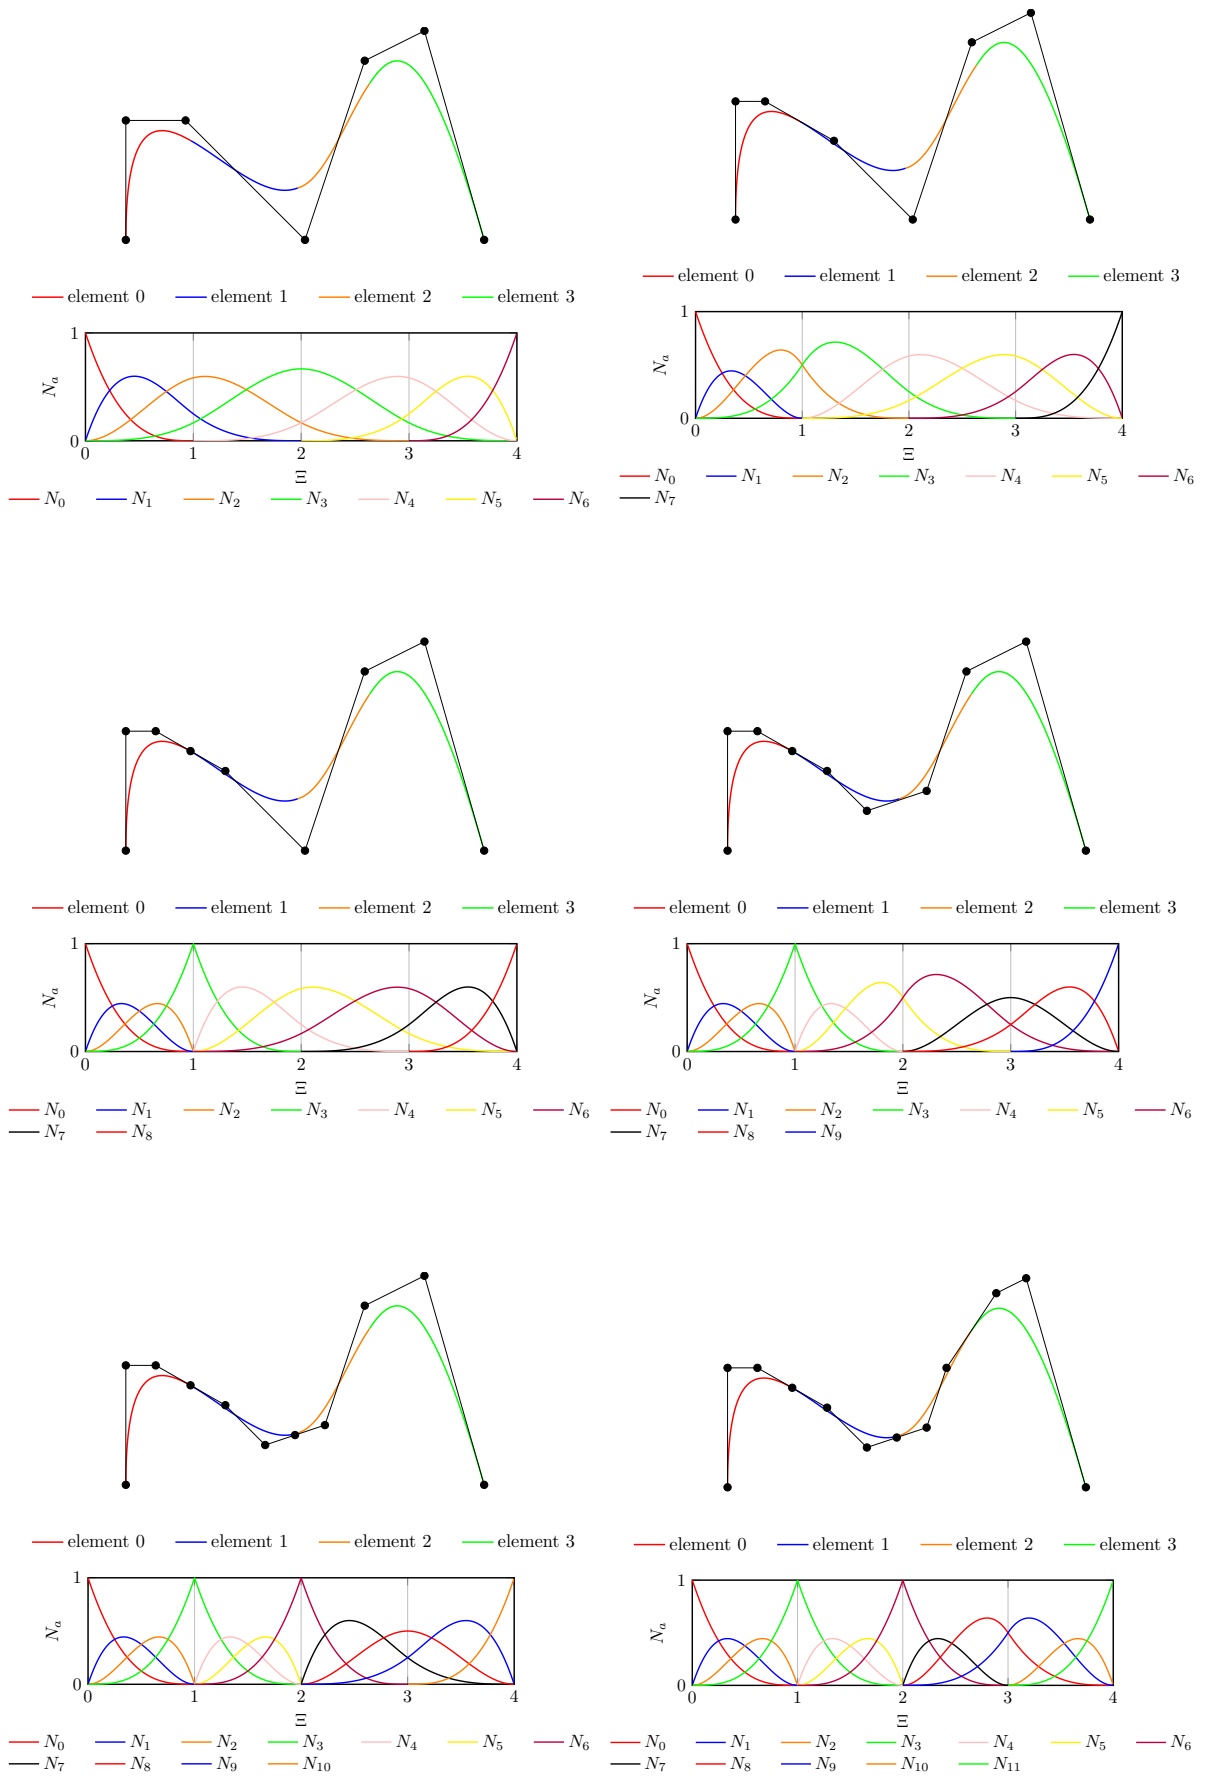 element 0 element 1 element 2 element 3
1
N_a
0
0 1 2 3 4
Ξ
N_0 N_1 N_2 N_3 N_4 N_5 N_6
element 0 element 1 element 2 element 3
1
N_a
0
0 1 2 3 4
Ξ
N_0 N_1 N_2 N_3 N_4 N_5 N_6
N_7
element 0 element 1 element 2 element 3
1
N_a
0
0 1 2 3 4
Ξ
N_0 N_1 N_2 N_3 N_4 N_5 N_6
N_7 N_8
element 0 element 1 element 2 element 3
1
N_a
0
0 1 2 3 4
Ξ
N_0 N_1 N_2 N_3 N_4 N_5 N_6
N_7 N_8 N_9
element 0 element 1 element 2 element 3
1
N_a
0
0 1 2 3 4
Ξ
N_0 N_1 N_2 N_3 N_4 N_5 N_6
N_7 N_8 N_9 N_10
element 0 element 1 element 2 element 3
1
N_a
0
0 1 2 3 4
Ξ
N_0 N_1 N_2 N_3 N_4 N_5 N_6
N_7 N_8 N_9 N_10 N_11